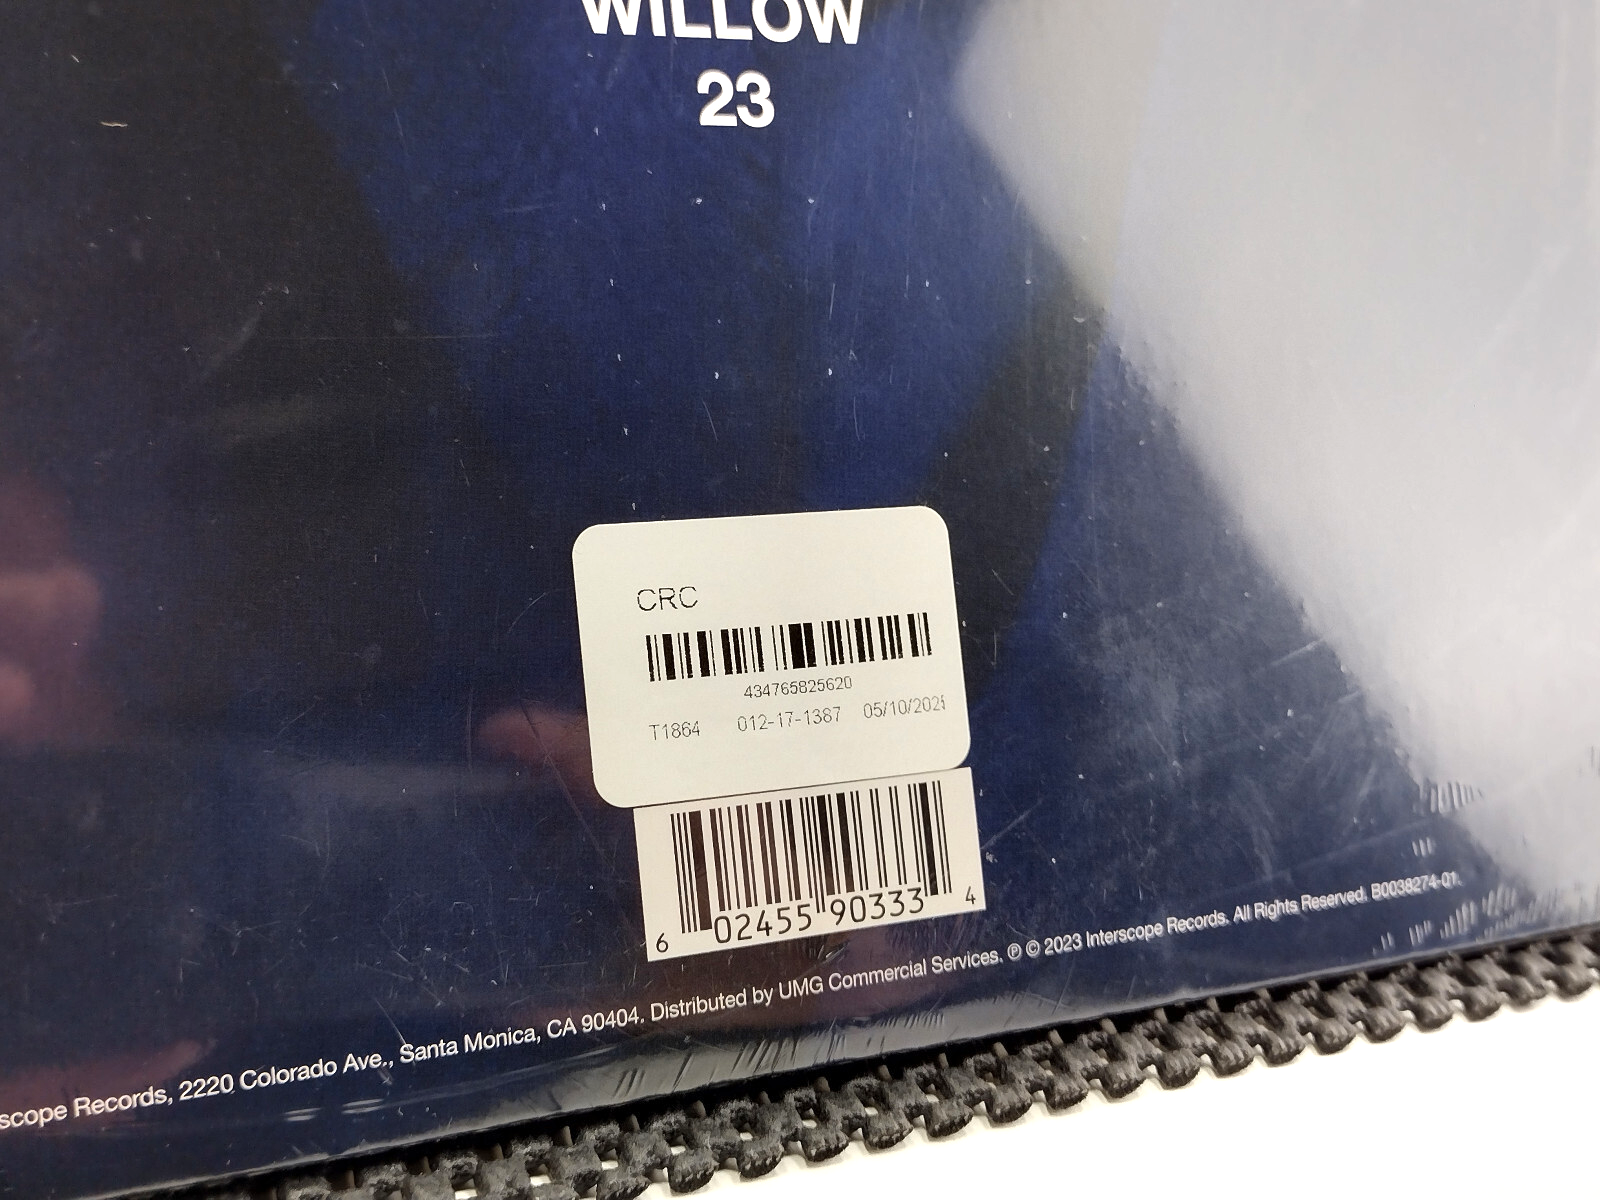 WILLOW
23
CRC
434765825620
T1864 012-17-1387 05/10/2025
6 02455 90333 4
scope Records, 2220 Colorado Ave., Santa Monica, CA 90404. Distributed by UMG Commercial Services. ℗ © 2023 Interscope Records. All Rights Reserved. B0038274-01.